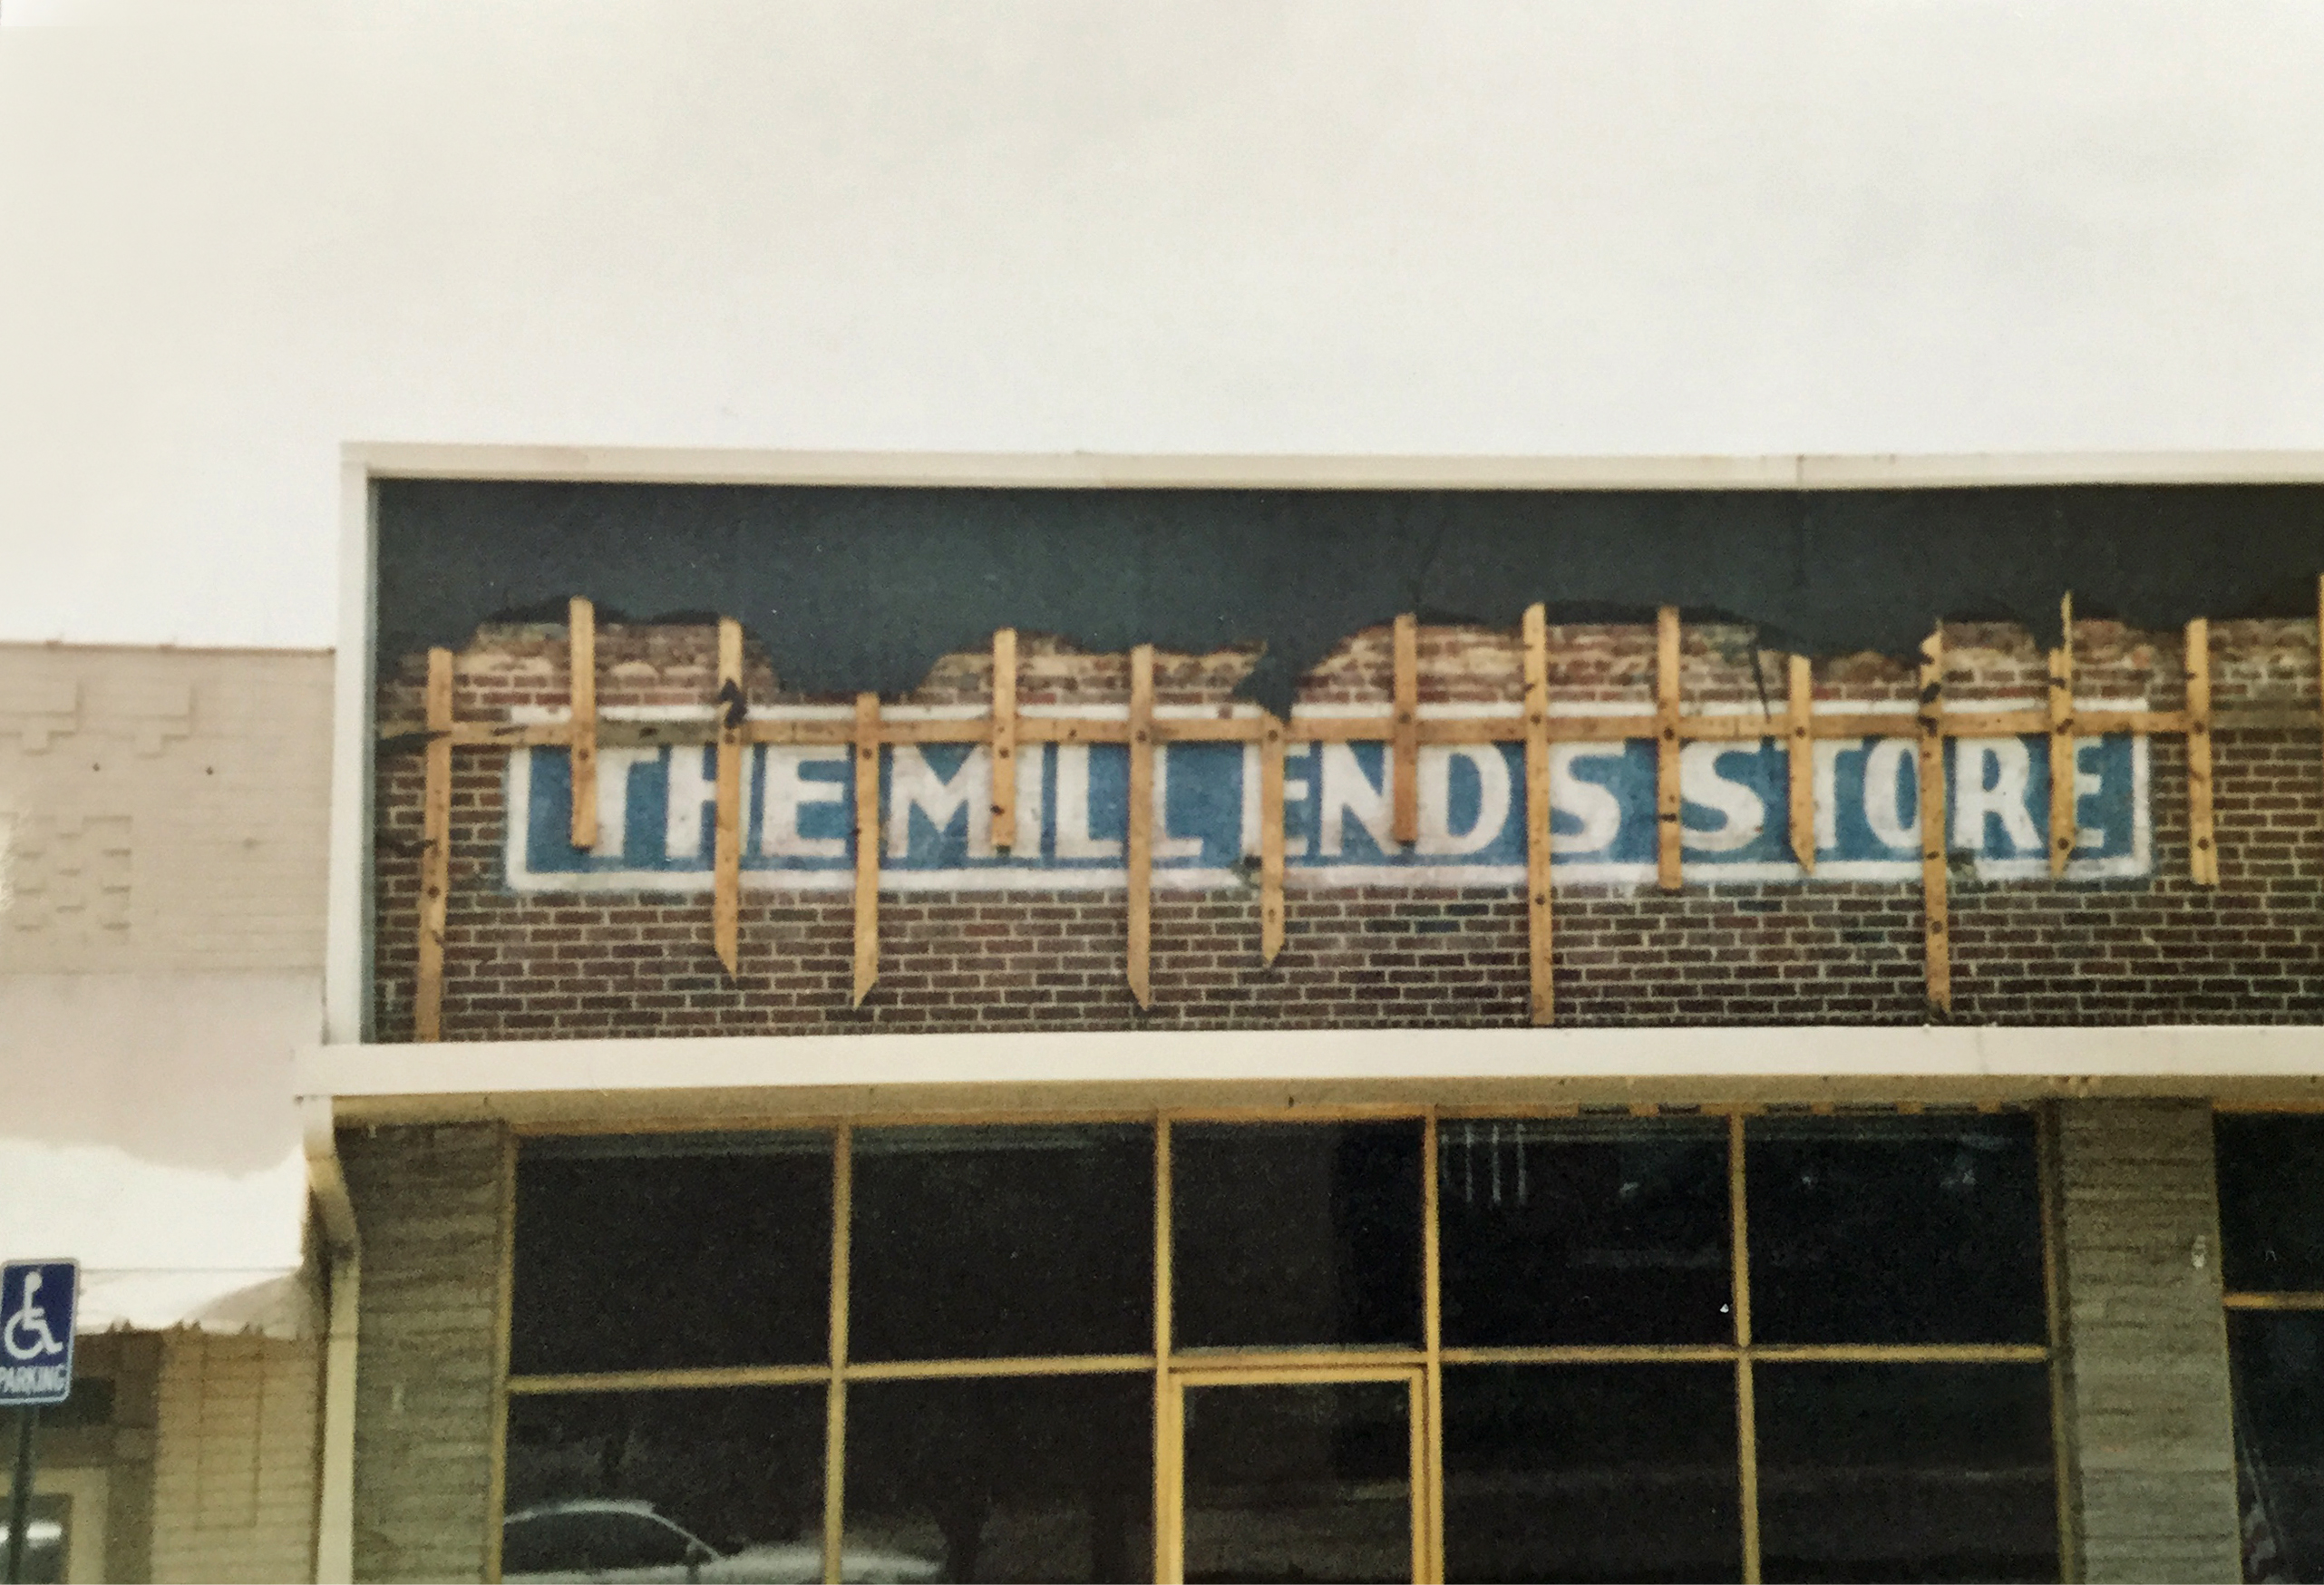 THE MILL ENDS STORE
PARKING